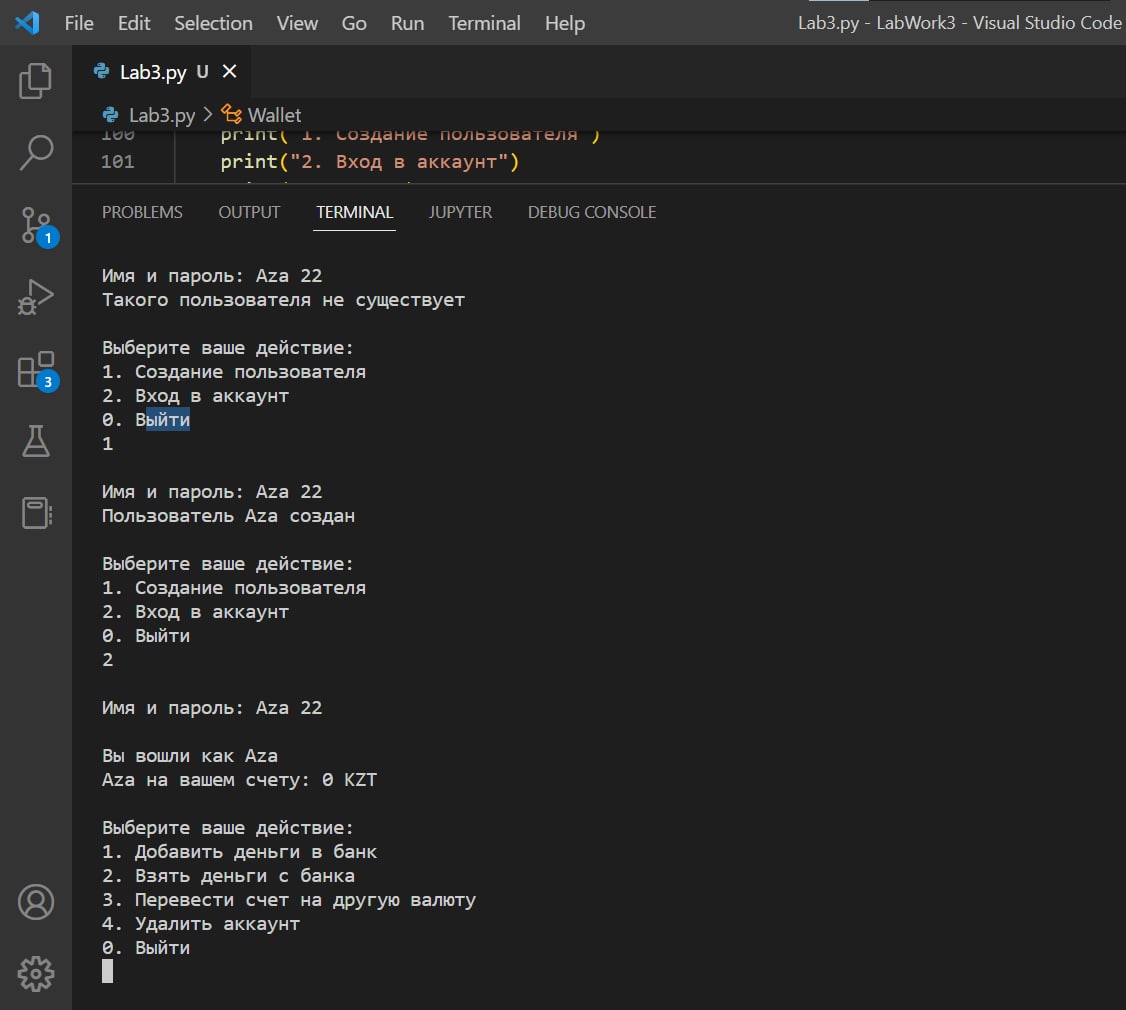 File Edit Selection View Go Run Terminal Help Lab3.py - LabWork3 - Visual Studio Code
Lab3.py U
Lab3.py > Wallet
100 print("1. Создание пользователя")
101 print("2. Вход в аккаунт")
PROBLEMS OUTPUT TERMINAL JUPYTER DEBUG CONSOLE
1
3
Имя и пароль: Aza 22
Такого пользователя не существует
Выберите ваше действие:
1. Создание пользователя
2. Вход в аккаунт
0. Выйти
1
Имя и пароль: Aza 22
Пользователь Aza создан
Выберите ваше действие:
1. Создание пользователя
2. Вход в аккаунт
0. Выйти
2
Имя и пароль: Aza 22
Вы вошли как Aza
Aza на вашем счету: 0 KZT
Выберите ваше действие:
1. Добавить деньги в банк
2. Взять деньги с банка
3. Перевести счет на другую валюту
4. Удалить аккаунт
0. Выйти